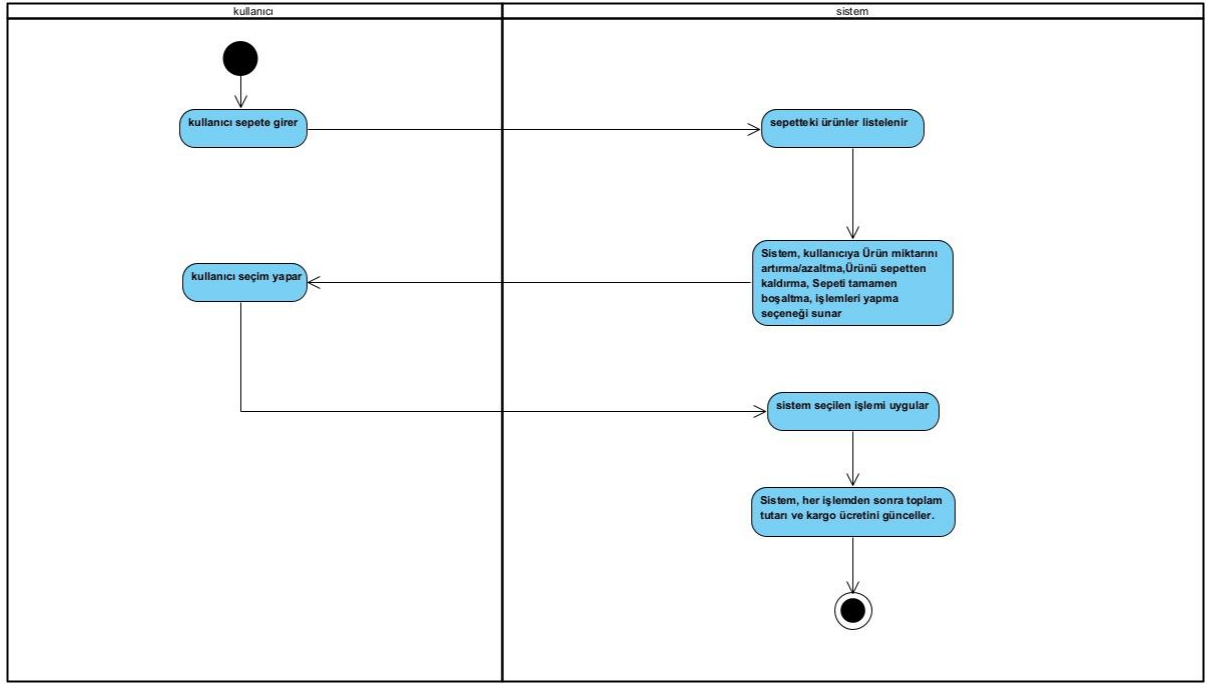 kullanıcı
sistem
kullanıcı sepete girer
sepetteki ürünler listelenir
Sistem, kullanıcıya Ürün miktarını
artırma/azaltma,Ürünü sepetten
kaldırma, Sepeti tamamen
boşaltma, işlemleri yapma
seçeneği sunar
kullanıcı seçim yapar
sistem seçilen işlemi uygular
Sistem, her işlemden sonra toplam
tutarı ve kargo ücretini günceller.